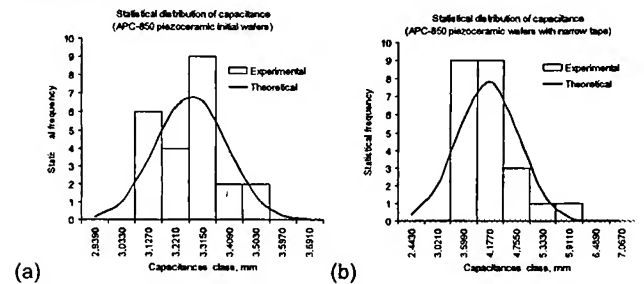 Statistical distribution of capacitance
(APC-850 piezoceramic initial wafers)
10
9
8
7
6
5
4
3
2
1
0
Statistical frequency
Experimental
Theoretical
2.9390
3.0330
3.1270
3.2210
3.3150
3.4090
3.5030
3.5970
3.6910
Capacitances class, mm
(a)
Statistical distribution of capacitance
(APC-850 piezoceramic wafers with narrow tape)
10
9
8
7
6
5
4
3
2
1
0
Statistical frequency
Experimental
Theoretical
2.4430
3.0210
3.5990
4.1770
4.7550
5.3330
5.9110
6.4890
7.0670
Capacitances class, mm
(b)